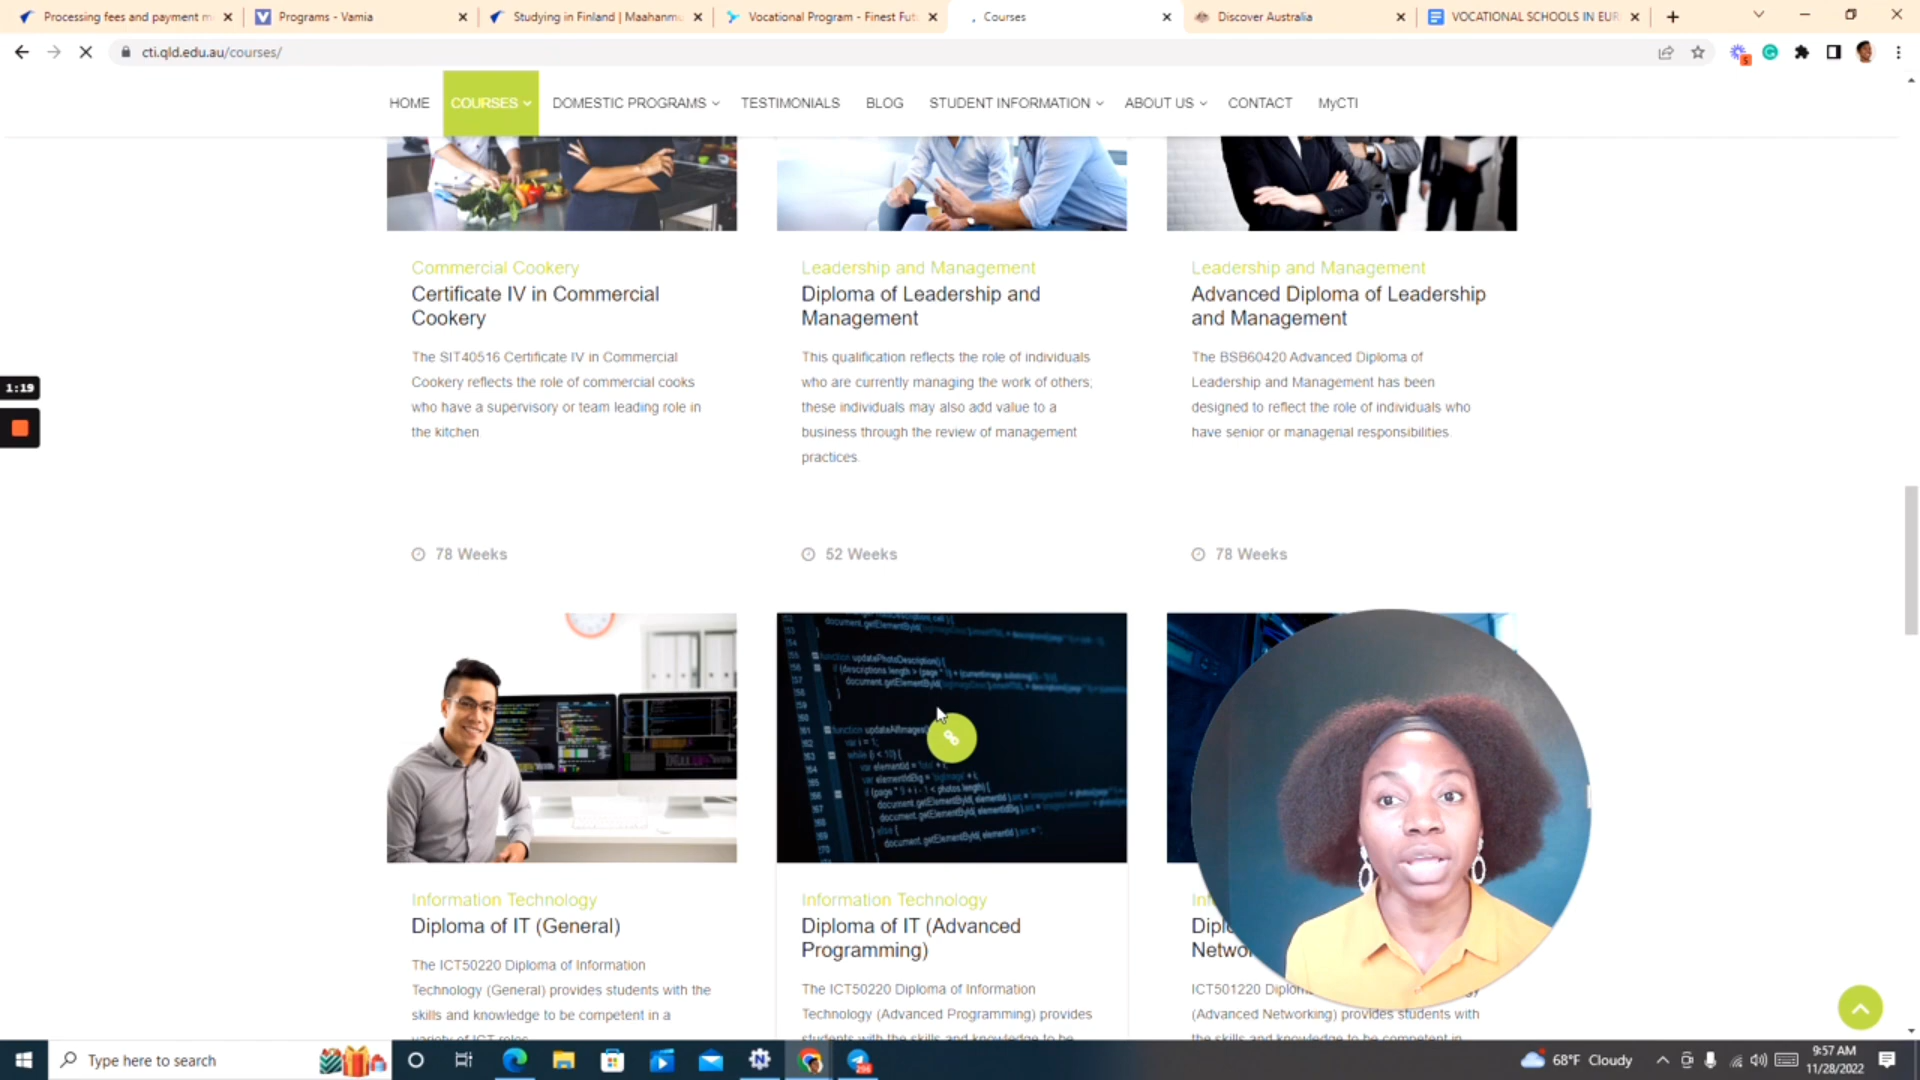 Processing fees and payment m
Programs - Vamia
Studying in Finland | Maahanmu
Vocational Program - Finest Fut
Courses
Discover Australia
VOCATIONAL SCHOOLS IN EUR
cti.qld.edu.au/courses/
HOME
COURSES
DOMESTIC PROGRAMS
TESTIMONIALS
BLOG
STUDENT INFORMATION
ABOUT US
CONTACT
MyCTI
Commercial Cookery
Certificate IV in Commercial
Cookery
The SIT40516 Certificate IV in Commercial
Cookery reflects the role of commercial cooks
who have a supervisory or team leading role in
the kitchen
78 Weeks
Leadership and Management
Diploma of Leadership and
Management
This qualification reflects the role of individuals
who are currently managing the work of others;
these individuals may also add value to a
business through the review of management
practices.
52 Weeks
Leadership and Management
Advanced Diploma of Leadership
and Management
The BSB60420 Advanced Diploma of
Leadership and Management has been
designed to reflect the role of individuals who
have senior or managerial responsibilities.
78 Weeks
1:19
Information Technology
Diploma of IT (General)
The ICT50220 Diploma of Information
Technology (General) provides students with the
skills and knowledge to be competent in a
variety of ICT roles
Information Technology
Diploma of IT (Advanced
Programming)
The ICT50220 Diploma of Information
Technology (Advanced Programming) provides
students with the skills and knowledge to be
Netwo
ICT501220 Diplom
(Advanced Networking) provides students with
the skills and knowledge to be competent in
Type here to search
68°F Cloudy
9:57 AM
11/28/2022